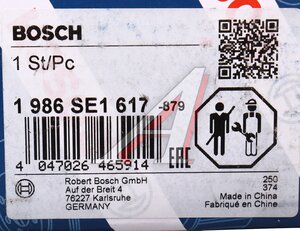 BOSCH
1 St/Pc
1 986 SE1 617 -879
4 047026 465914
EAC
Robert Bosch GmbH
Auf der Breit 4
76227 Karlsruhe
GERMANY
250
374
Made in China
Fabriqué en Chine